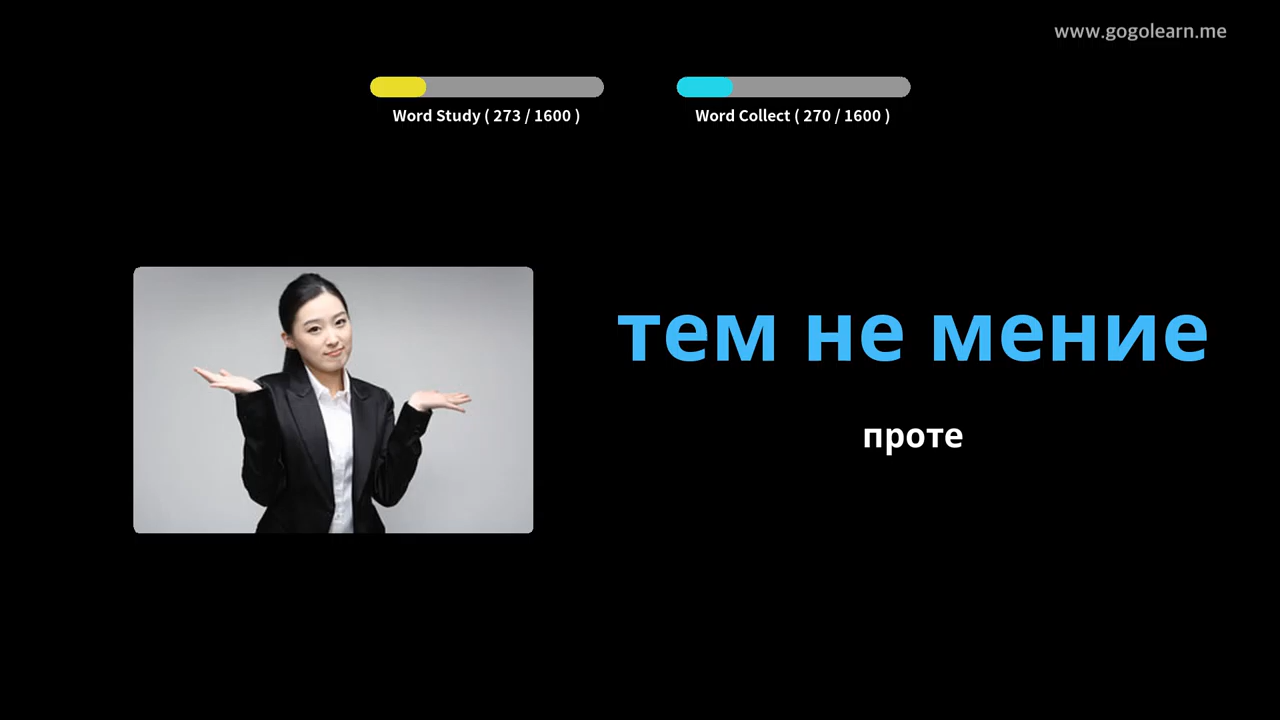 www.gogolearn.me
Word Study ( 273 / 1600 )
Word Collect ( 270 / 1600 )
тем не мение
проте